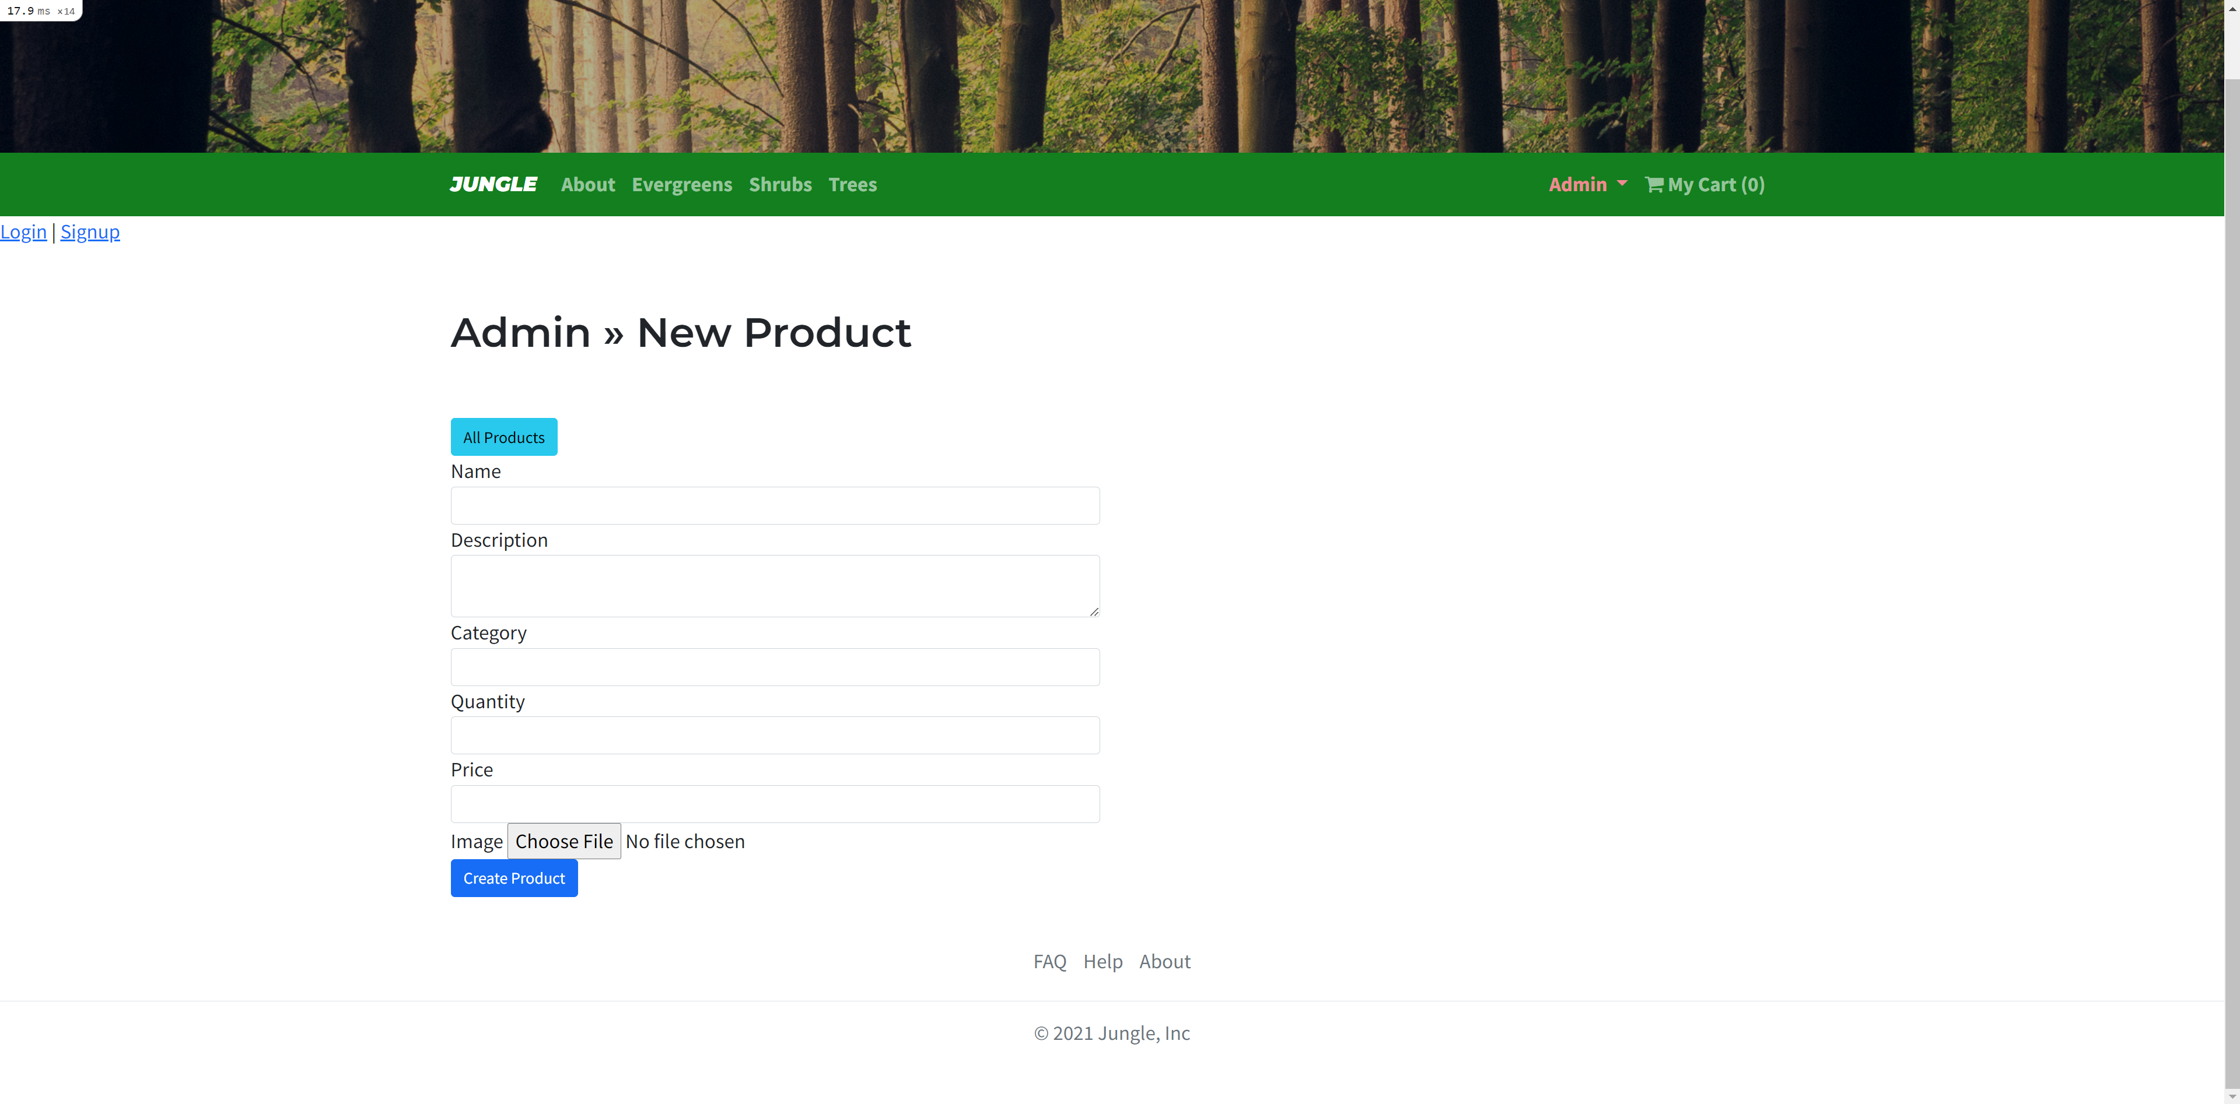 17.9 ms ×14
JUNGLE About Evergreens Shrubs Trees Admin My Cart (0)
Login | Signup
Admin » New Product
All Products
Name
Description
Category
Quantity
Price
Image Choose File No file chosen
Create Product
FAQ Help About
© 2021 Jungle, Inc